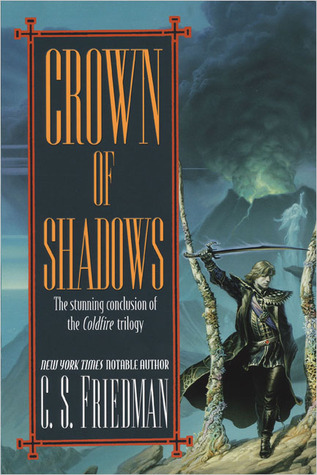 CROWN
OF
SHADOWS
The stunning conclusion of
the Coldfire trilogy
NEW YORK TIMES NOTABLE AUTHOR
C. S. FRIEDMAN